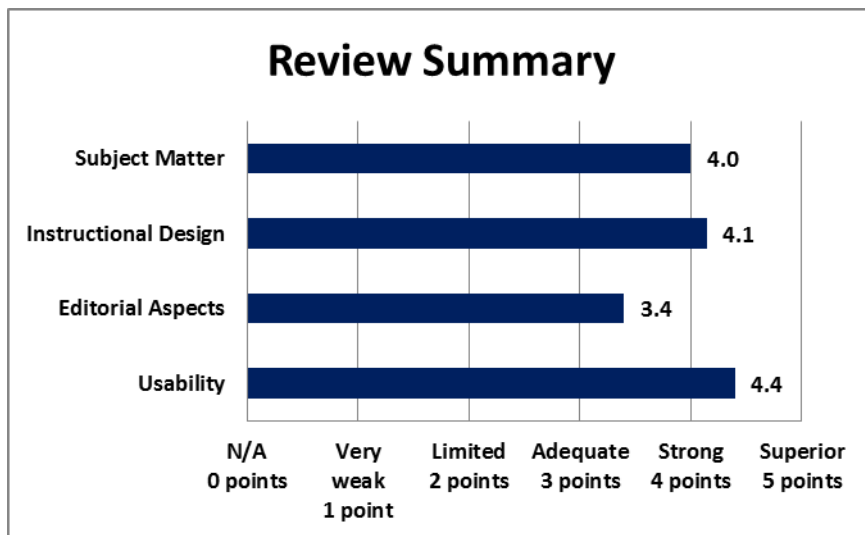 Review Summary
Subject Matter
4.0
Instructional Design
4.1
Editorial Aspects
3.4
Usability
4.4
N/A Very Limited Adequate Strong Superior
0 points weak 2 points 3 points 4 points 5 points
1 point